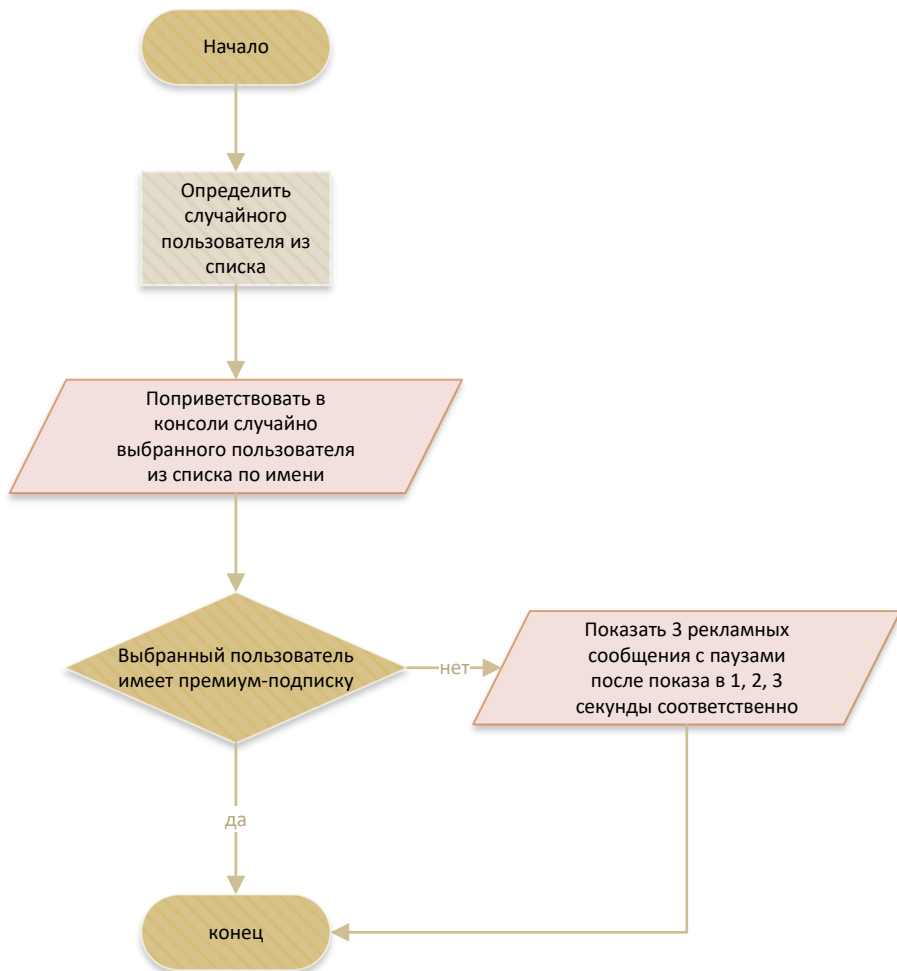 Начало
Определить
случайного
пользователя из
списка
Поприветствовать в
консоли случайно
выбранного пользователя
из списка по имени
Выбранный пользователь
имеет премиум-подписку
нет
Показать 3 рекламных
сообщения с паузами
после показа в 1, 2, 3
секунды соответственно
да
конец